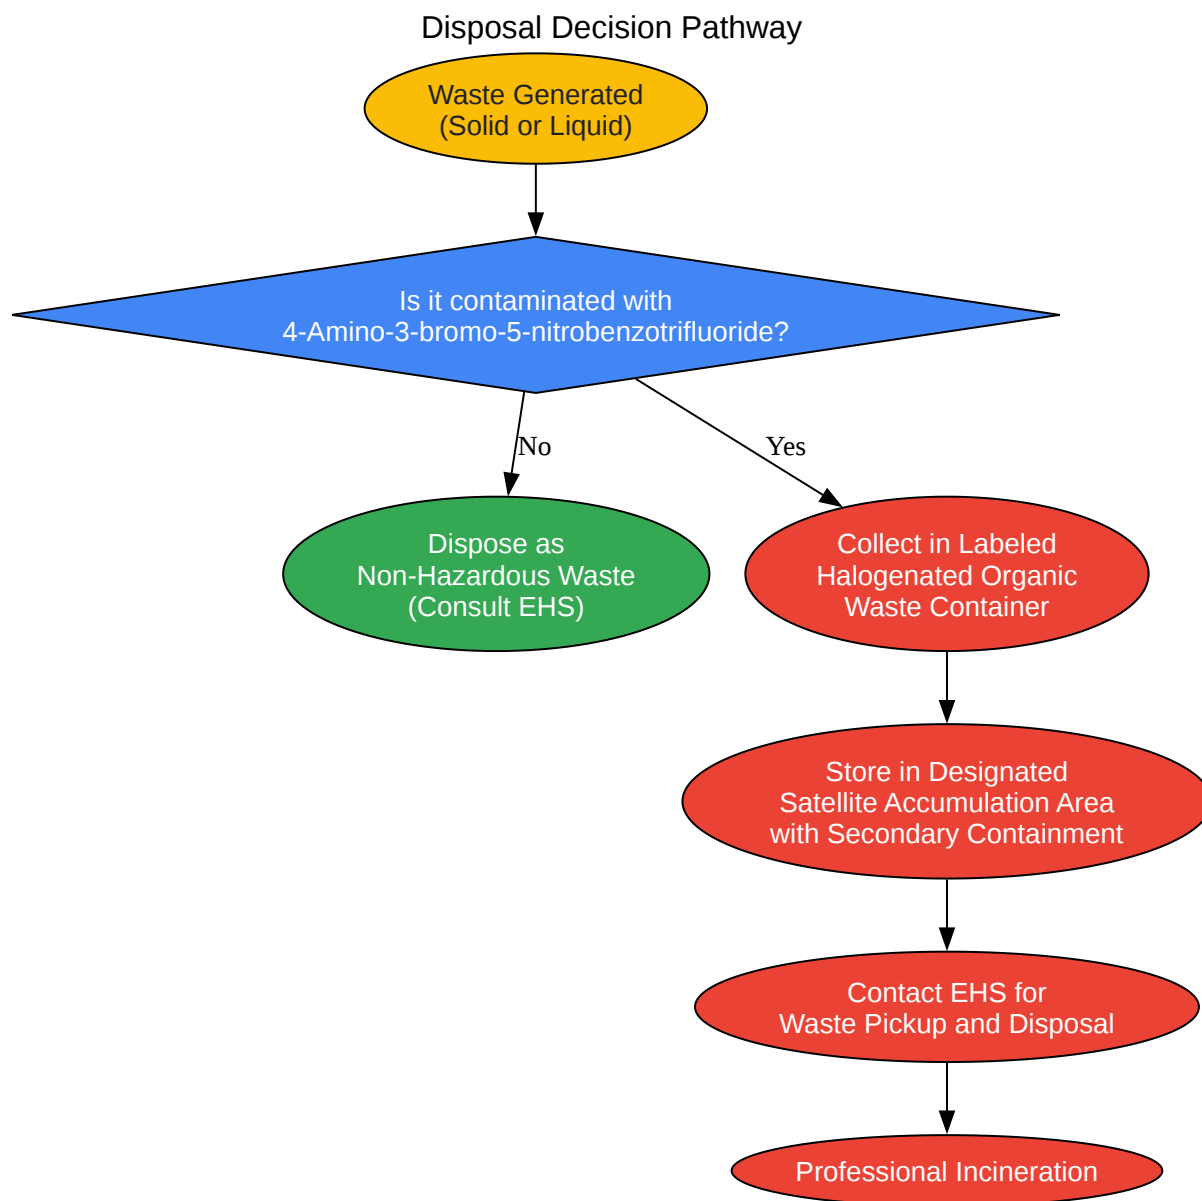 Disposal Decision Pathway
Waste Generated
(Solid or Liquid)
Is it contaminated with
4-Amino-3-bromo-5-nitrobenzotrifluoride?
No
Yes
Dispose as
Non-Hazardous Waste
(Consult EHS)
Collect in Labeled
Halogenated Organic
Waste Container
Store in Designated
Satellite Accumulation Area
with Secondary Containment
Contact EHS for
Waste Pickup and Disposal
Professional Incineration